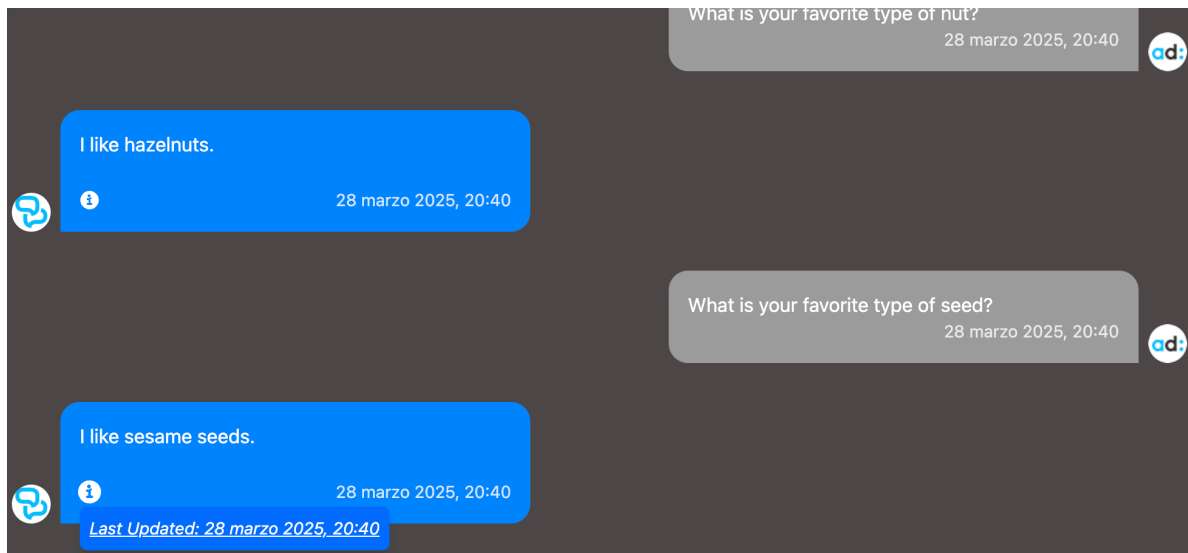 What is your favorite type of nut?
28 marzo 2025, 20:40
ad:
I like hazelnuts.
28 marzo 2025, 20:40
What is your favorite type of seed?
28 marzo 2025, 20:40
ad:
I like sesame seeds.
28 marzo 2025, 20:40
Last Updated: 28 marzo 2025, 20:40